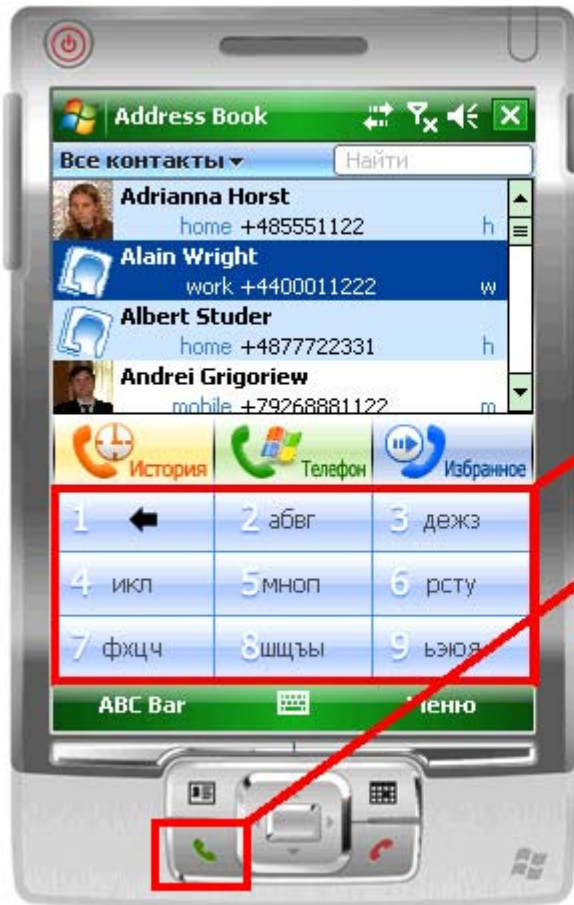 Address Book
Все контакты Найти
Adrianna Horst
home +485551122 h
Alain Wright
work +4400011222 w
Albert Studer
home +4877722331 h
Andrei Grigoriew
mobile +79268881122 m
История Телефон Избранное
1 2 абвг 3 дежз
4 икл 5 мноп 6 рсту
7 фхцч 8 шщъы 9 ьэюя
ABC Bar Меню